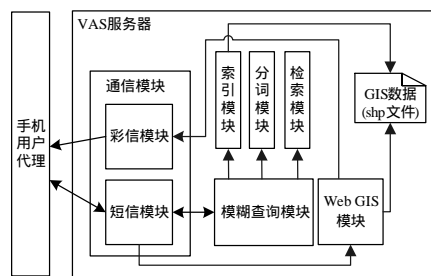 VAS服务器
通信模块
彩信模块
短信模块
手机
用户
代理
索引模块
分词模块
检索模块
GIS数据
(shp文件)
模糊查询模块
Web GIS
模块